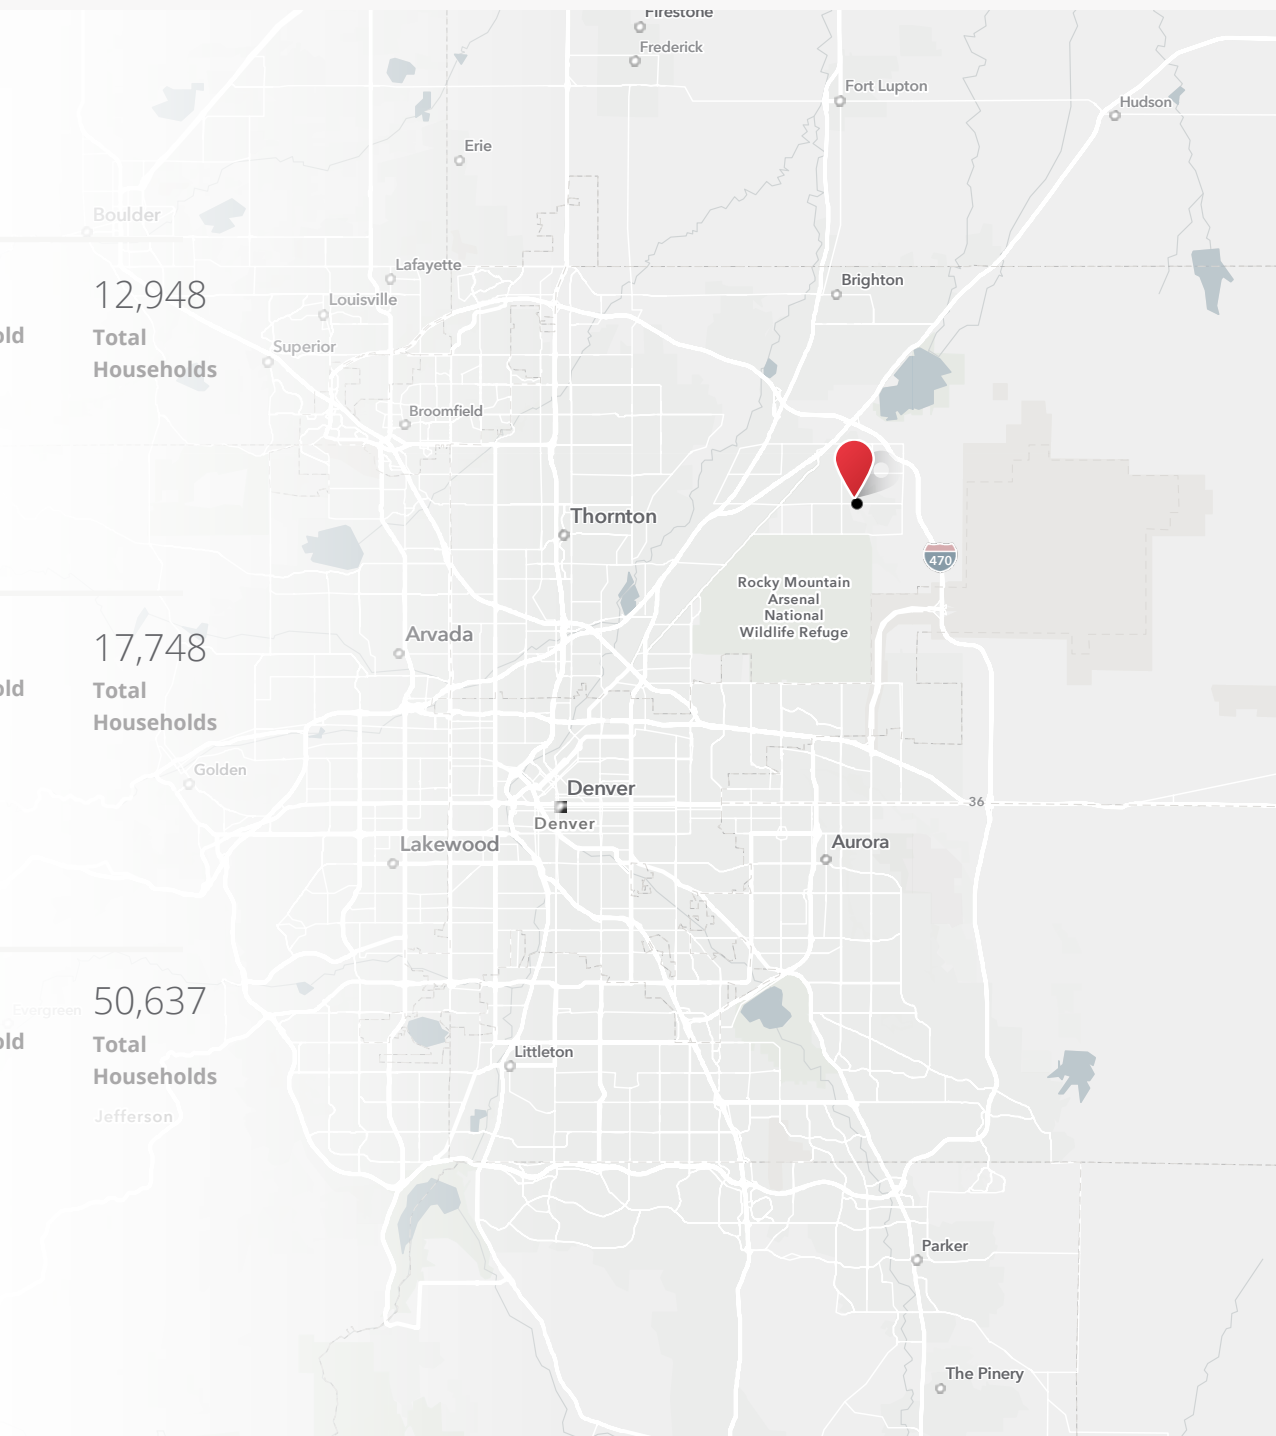 Firestone
Frederick
Fort Lupton
Hudson
Erie
Boulder
Lafayette
Brighton
12,948
Louisville
old
Total
Households
Superior
Broomfield
Thornton
470
Rocky Mountain
Arsenal
National
Wildlife Refuge
Arvada
17,748
old
Total
Households
Golden
Denver
36
Denver
Lakewood
Aurora
50,637
Evergreen
old
Total
Households
Littleton
Jefferson
Parker
The Pinery